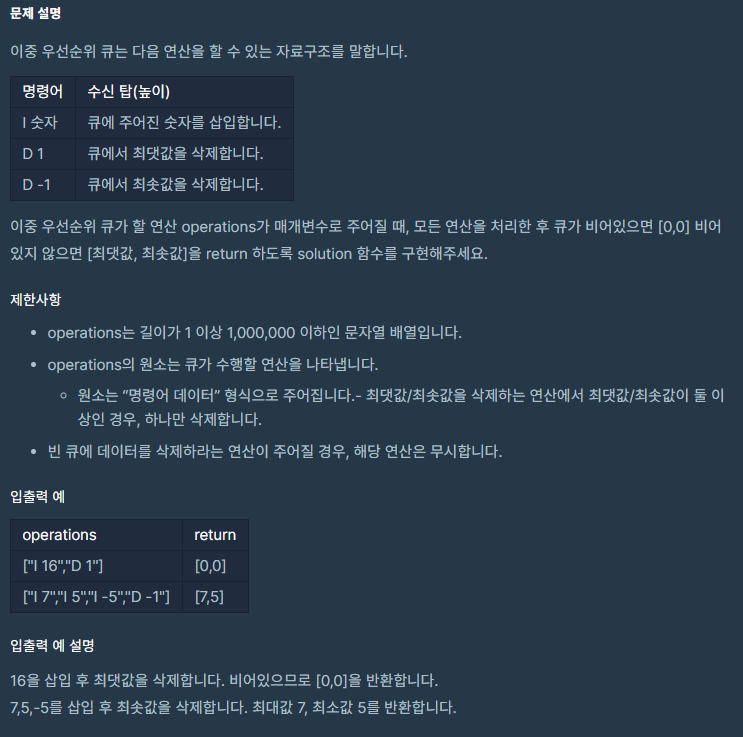 문제 설명
이중 우선순위 큐는 다음 연산을 할 수 있는 자료구조를 말합니다.
명령어 수신 탑(높이)
I 숫자 큐에 주어진 숫자를 삽입합니다.
D 1 큐에서 최댓값을 삭제합니다.
D -1 큐에서 최솟값을 삭제합니다.
이중 우선순위 큐가 할 연산 operations가 매개변수로 주어질 때, 모든 연산을 처리한 후 큐가 비어있으면 [0,0] 비어
있지 않으면 [최댓값, 최솟값]을 return 하도록 solution 함수를 구현해주세요.
제한사항
• operations는 길이가 1 이상 1,000,000 이하인 문자열 배열입니다.
• operations의 원소는 큐가 수행할 연산을 나타냅니다.
◦ 원소는 “명령어 데이터” 형식으로 주어집니다.- 최댓값/최솟값을 삭제하는 연산에서 최댓값/최솟값이 둘 이
상인 경우, 하나만 삭제합니다.
• 빈 큐에 데이터를 삭제하라는 연산이 주어질 경우, 해당 연산은 무시합니다.
입출력 예
operations return
["I 16","D 1"] [0,0]
["I 7","I 5","I -5","D -1"] [7,5]
입출력 예 설명
16을 삽입 후 최댓값을 삭제합니다. 비어있으므로 [0,0]을 반환합니다.
7,5,-5를 삽입 후 최솟값을 삭제합니다. 최대값 7, 최소값 5를 반환합니다.